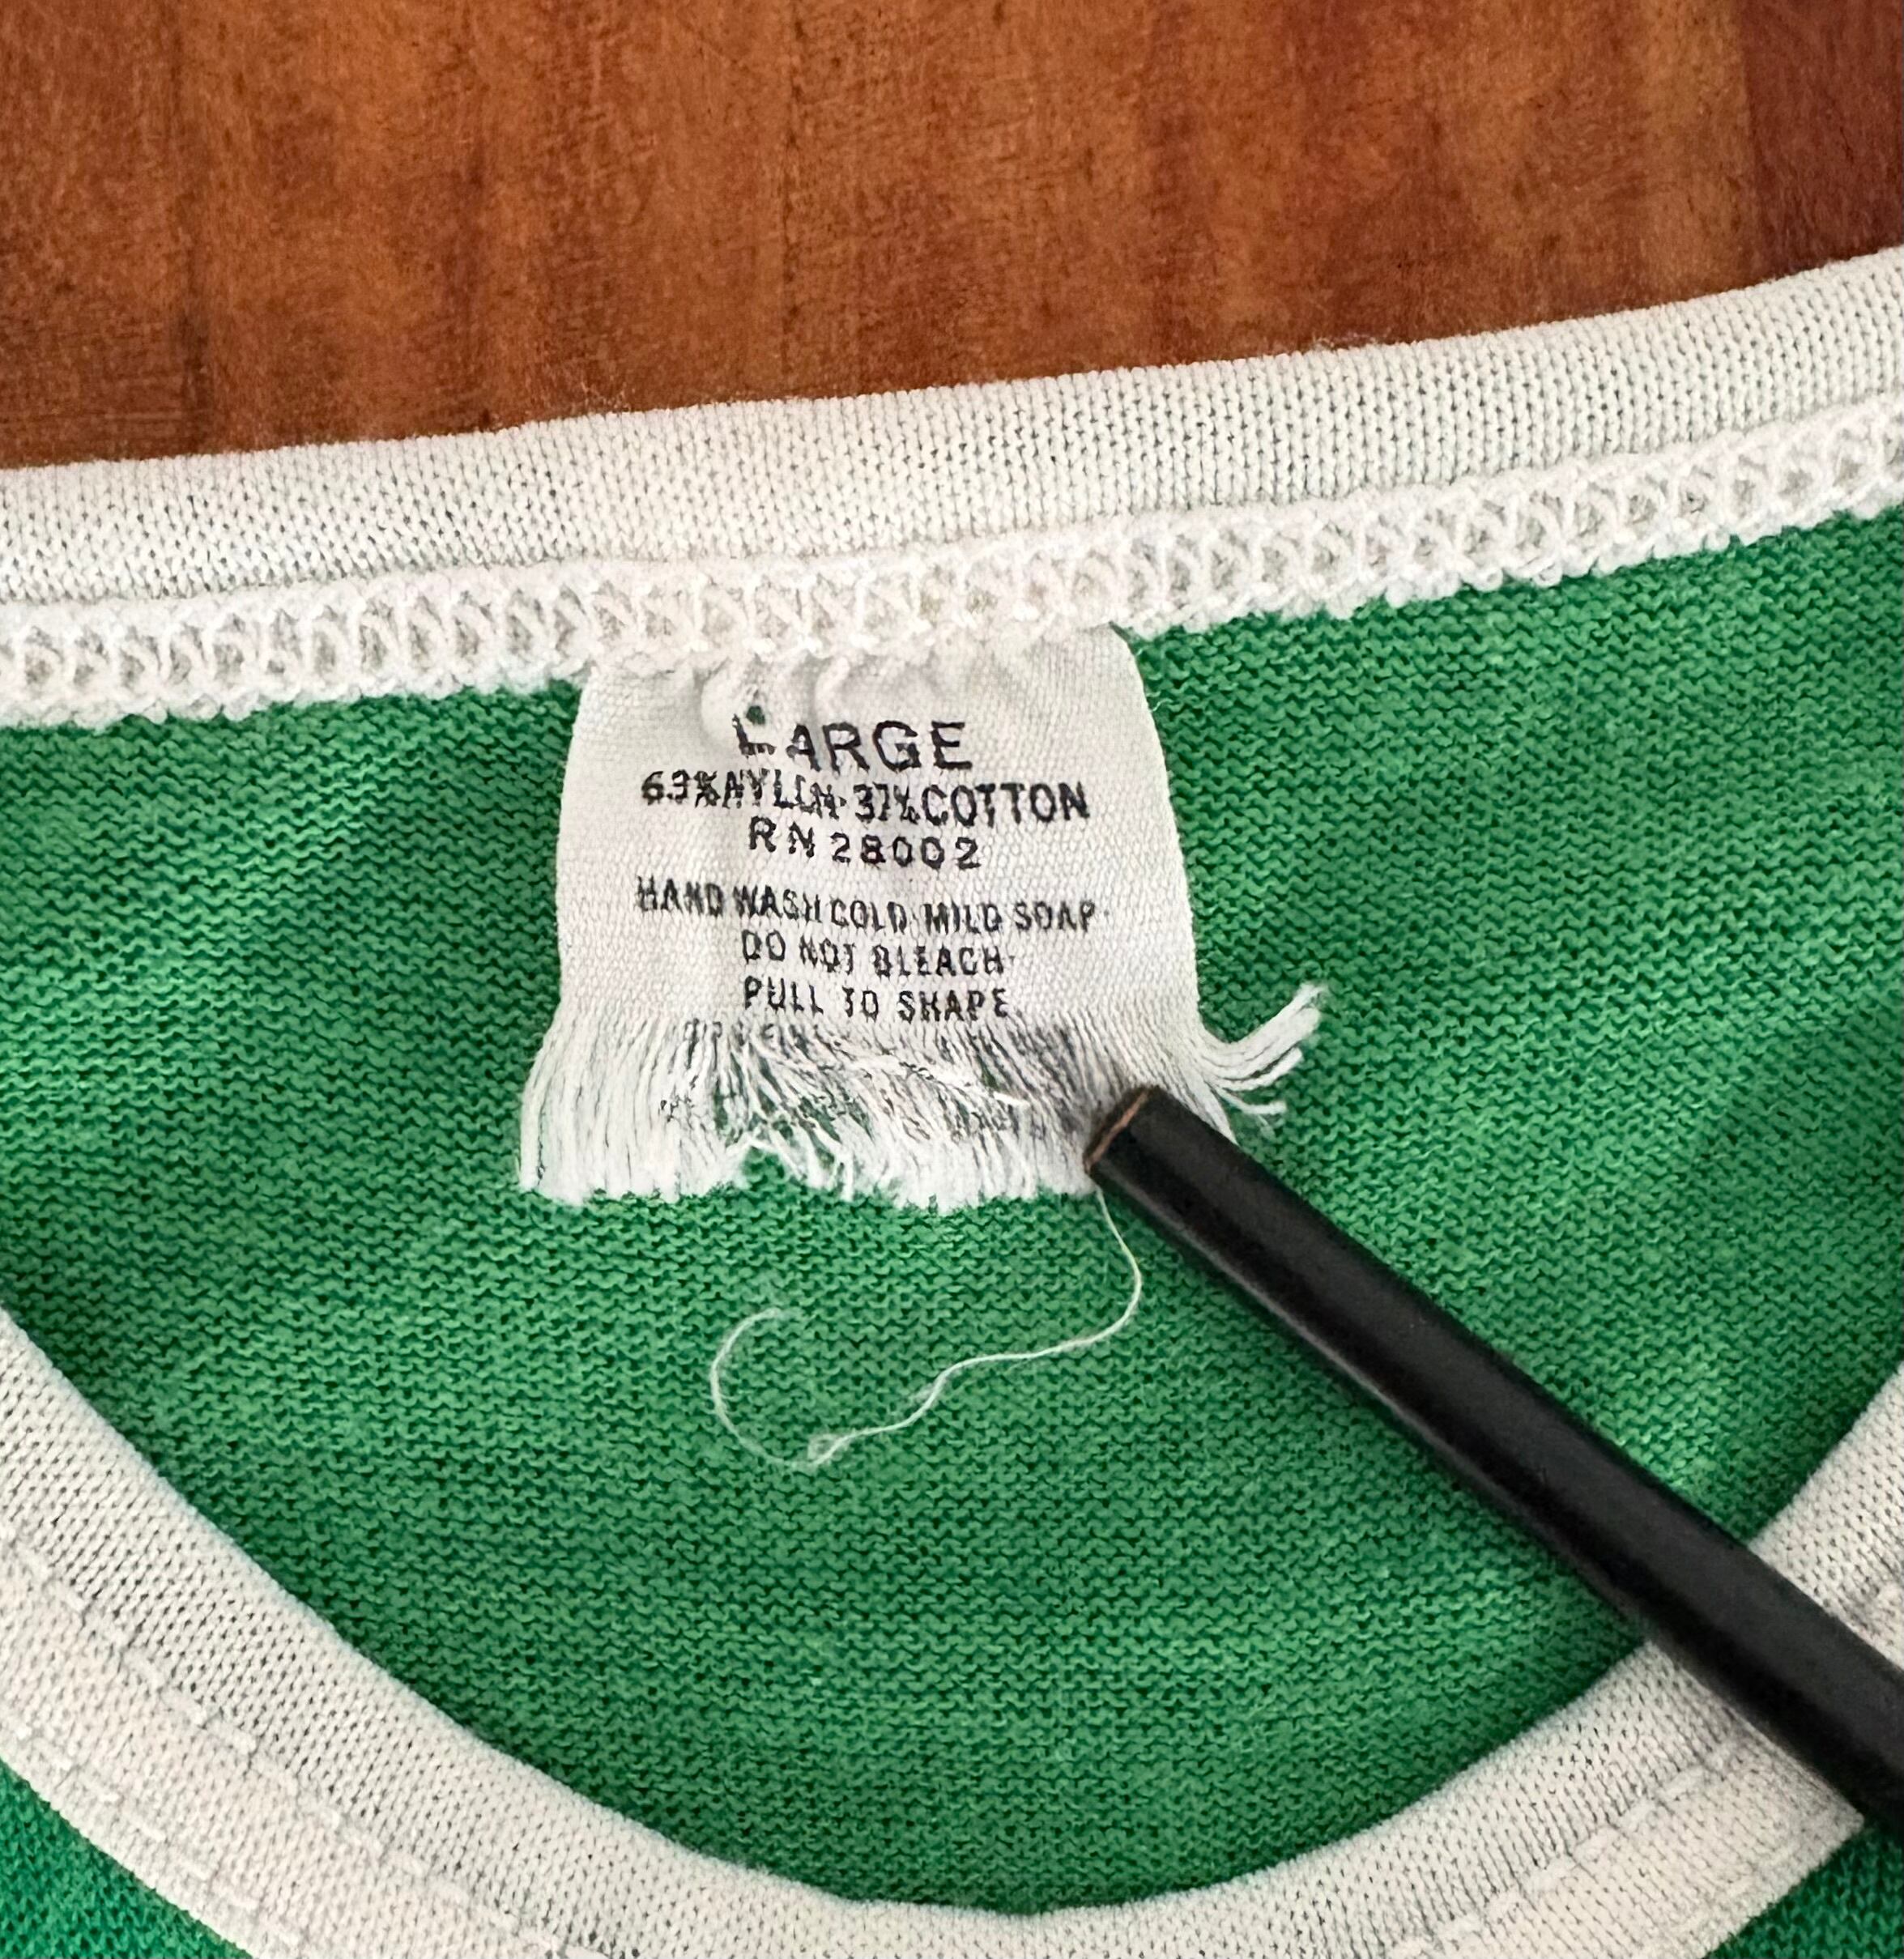 LARGE
63% NYLON· 37% COTTON
RN 28002
HAND WASH COLD MILD SOAP·
DO NOT BLEACH·
PULL TO SHAPE